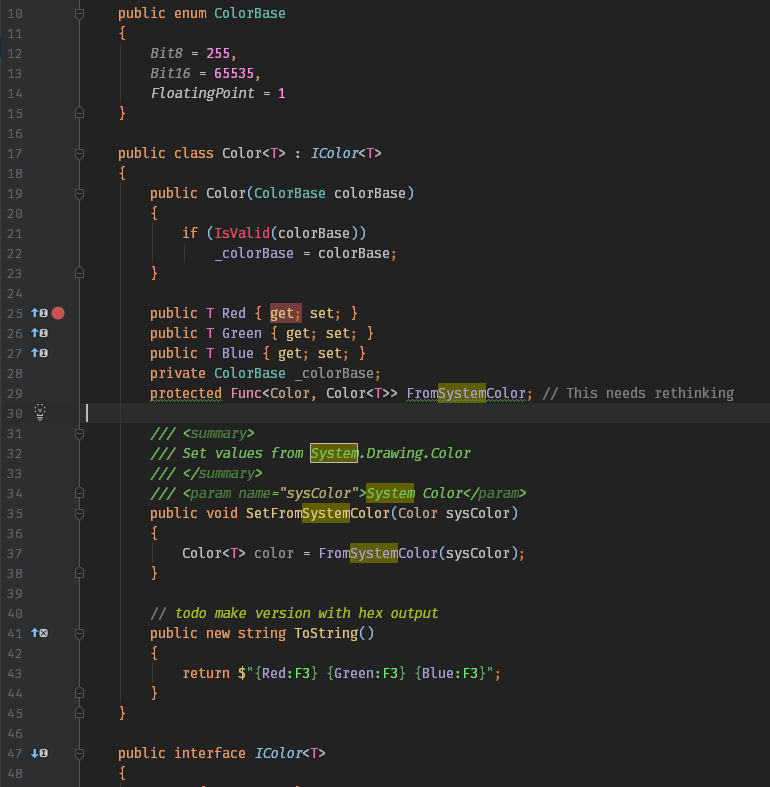 10 public enum ColorBase
11 {
12 Bit8 = 255,
13 Bit16 = 65535,
14 FloatingPoint = 1
15 }
16
17 public class Color<T> : IColor<T>
18 {
19 public Color(ColorBase colorBase)
20 {
21 if (IsValid(colorBase))
22 _colorBase = colorBase;
23 }
24
25 public T Red { get; set; }
26 public T Green { get; set; }
27 public T Blue { get; set; }
28 private ColorBase _colorBase;
29 protected Func<Color, Color<T>> FromSystemColor; // This needs rethinking
30
31 /// <summary>
32 /// Set values from System.Drawing.Color
33 /// </summary>
34 /// <param name="sysColor">System Color</param>
35 public void SetFromSystemColor(Color sysColor)
36 {
37 Color<T> color = FromSystemColor(sysColor);
38 }
39
40 // todo make version with hex output
41 public new string ToString()
42 {
43 return $"{Red:F3} {Green:F3} {Blue:F3}";
44 }
45 }
46
47 public interface IColor<T>
48 {